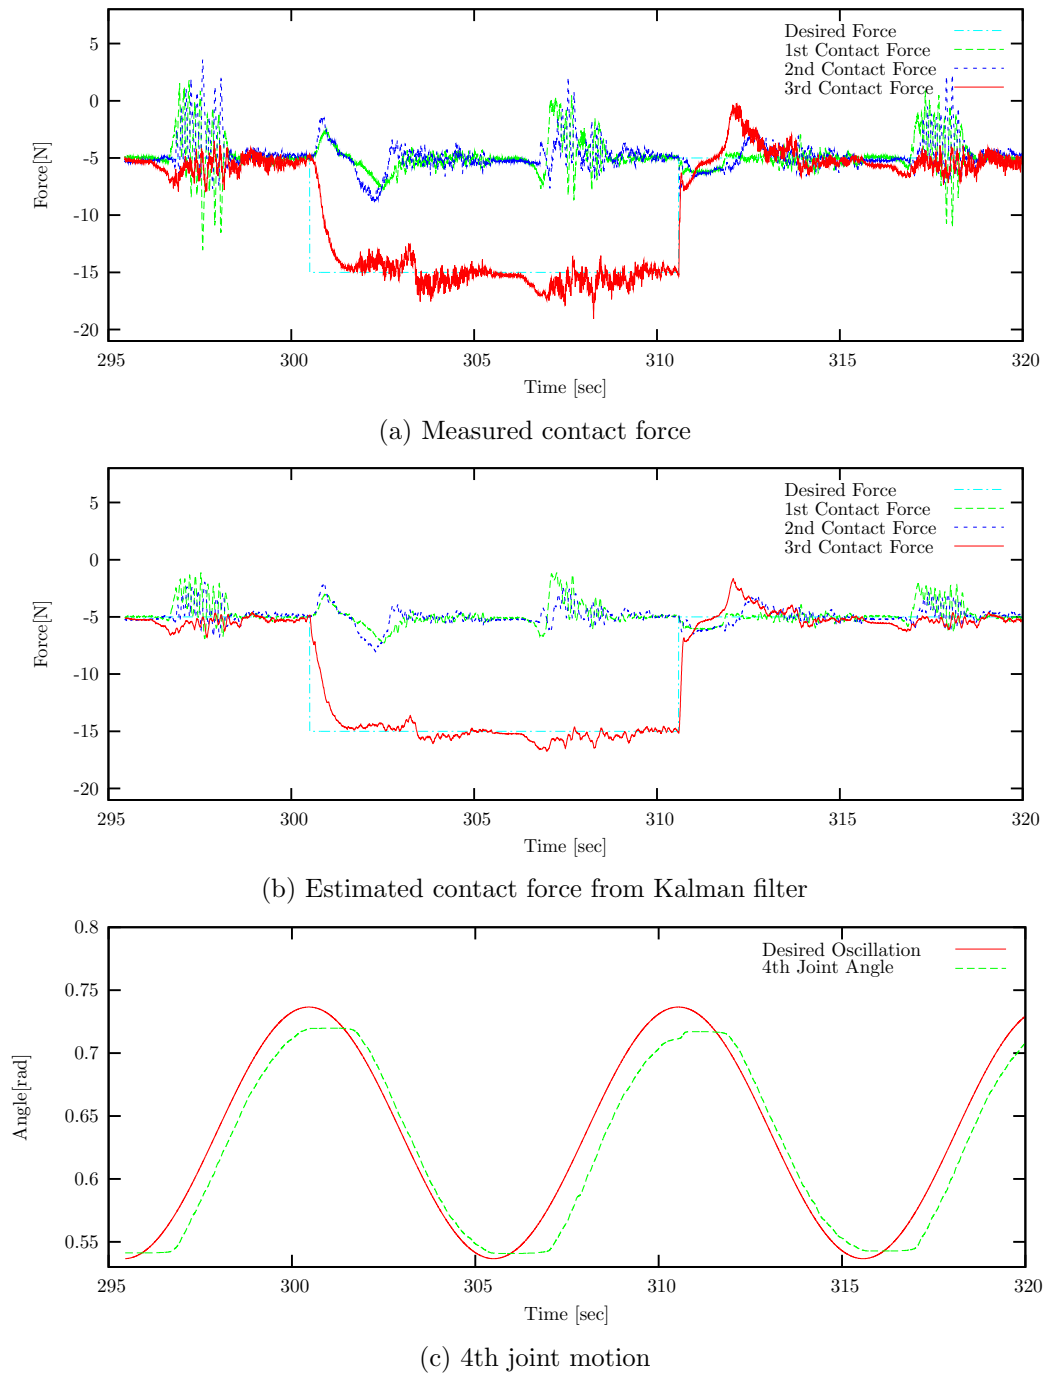 5
0
-5
-10
-15
-20
Force[N]
Desired Force
1st Contact Force
2nd Contact Force
3rd Contact Force
295
300
305
310
315
320
Time [sec]
(a) Measured contact force
5
0
-5
-10
-15
-20
Force[N]
Desired Force
1st Contact Force
2nd Contact Force
3rd Contact Force
295
300
305
310
315
320
Time [sec]
(b) Estimated contact force from Kalman filter
0.8
0.75
0.7
0.65
0.6
0.55
Angle[rad]
Desired Oscillation
4th Joint Angle
295
300
305
310
315
320
Time [sec]
(c) 4th joint motion